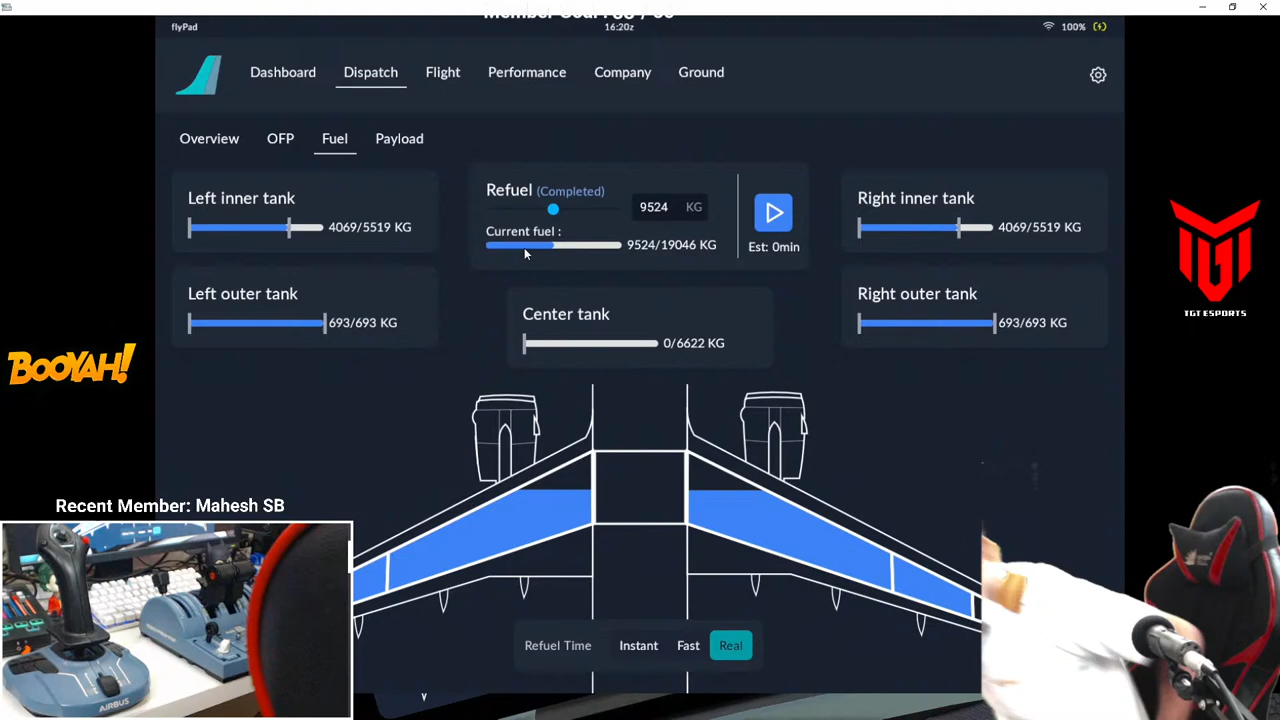 flyPad
16:20z
100%
Dashboard
Dispatch
Flight
Performance
Company
Ground
Overview
OFP
Fuel
Payload
Left inner tank
4069/5519 KG
Refuel (Completed)
9524 KG
Current fuel :
9524/19046 KG
Est: 0min
Right inner tank
4069/5519 KG
Left outer tank
693/693 KG
Center tank
0/6622 KG
Right outer tank
693/693 KG
TGT ESPORTS
BOOYAH!
Recent Member: Mahesh SB
Refuel Time
Instant
Fast
Real
AIRBUS